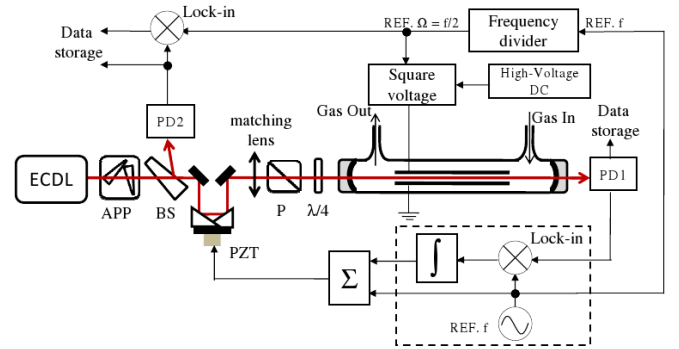 Lock-in
REF. Ω = f/2
Frequency
divider
REF. f
Data
storage
Square
voltage
High-Voltage
DC
Gas Out
Gas In
Data
storage
PD2
matching
lens
PD1
ECDL
APP
BS
P
λ/4
PZT
Σ
∫
Lock-in
REF. f